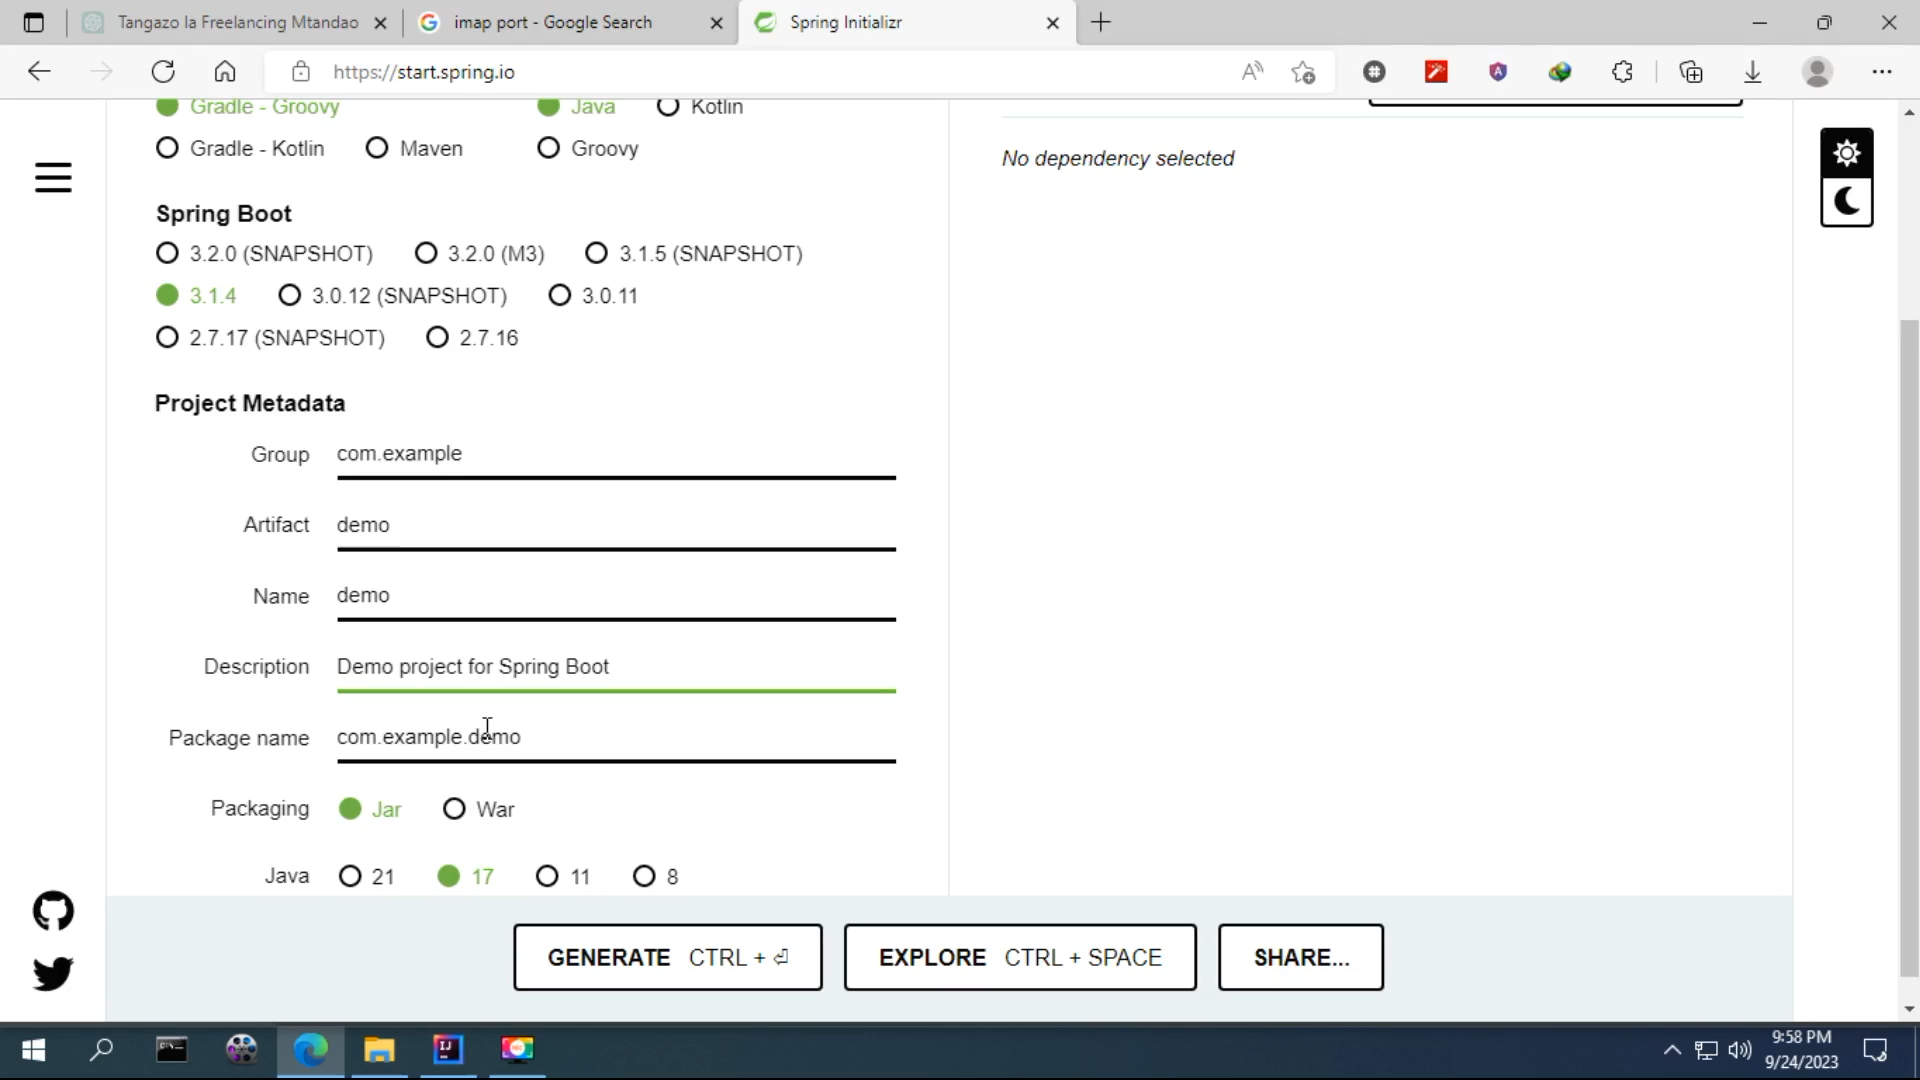 Tangazo la Freelancing Mtandao
imap port - Google Search
Spring Initializr
https://start.spring.io
Gradle - Groovy
Java
Kotlin
Gradle - Kotlin
Maven
Groovy
No dependency selected
Spring Boot
3.2.0 (SNAPSHOT)
3.2.0 (M3)
3.1.5 (SNAPSHOT)
3.1.4
3.0.12 (SNAPSHOT)
3.0.11
2.7.17 (SNAPSHOT)
2.7.16
Project Metadata
Group com.example
Artifact demo
Name demo
Description Demo project for Spring Boot
Package name com.example.demo
Packaging Jar War
Java 21 17 11 8
GENERATE CTRL + ⏎
EXPLORE CTRL + SPACE
SHARE...
9:58 PM
9/24/2023